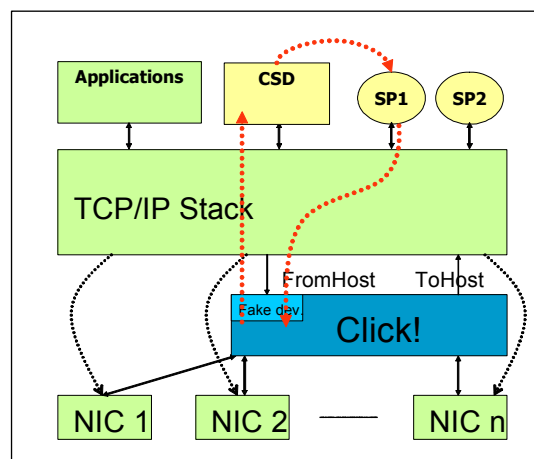 Applications
CSD
SP1
SP2
TCP/IP Stack
FromHost
ToHost
Fake dev.
Click!
NIC 1
NIC 2
NIC n